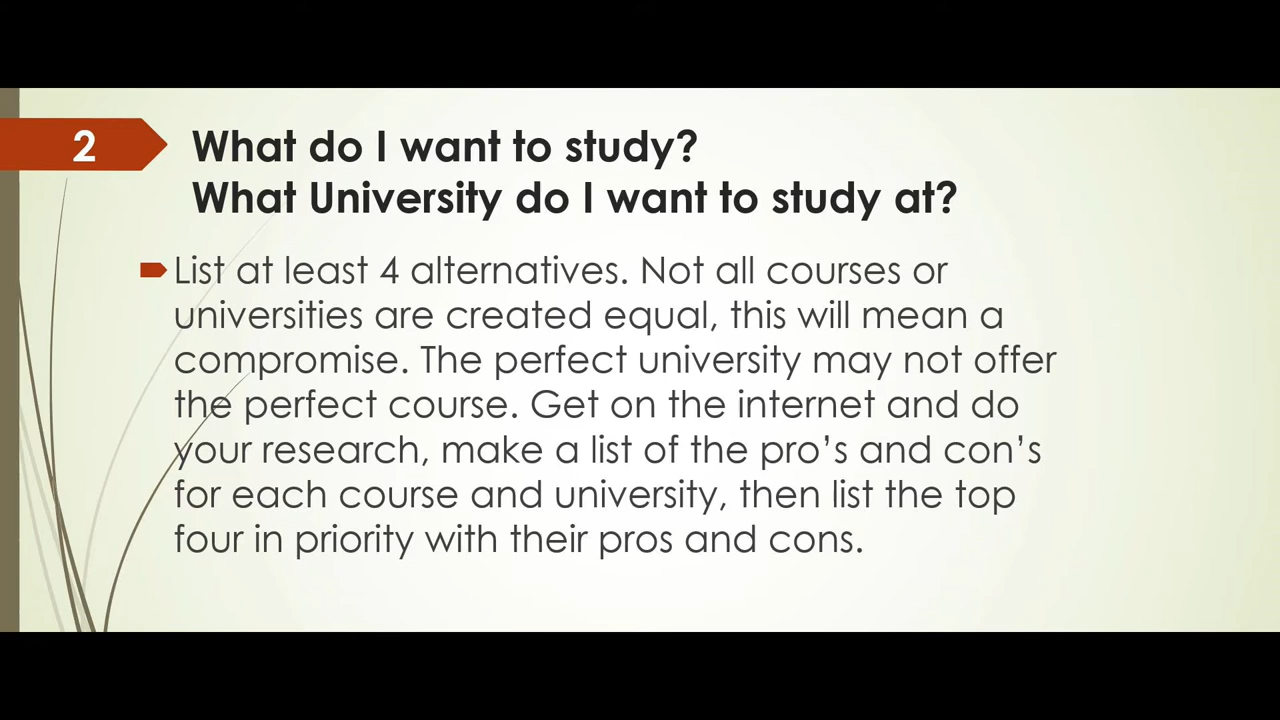 2
What do I want to study?
What University do I want to study at?
List at least 4 alternatives. Not all courses or
universities are created equal, this will mean a
compromise. The perfect university may not offer
the perfect course. Get on the internet and do
your research, make a list of the pro’s and con’s
for each course and university, then list the top
four in priority with their pros and cons.